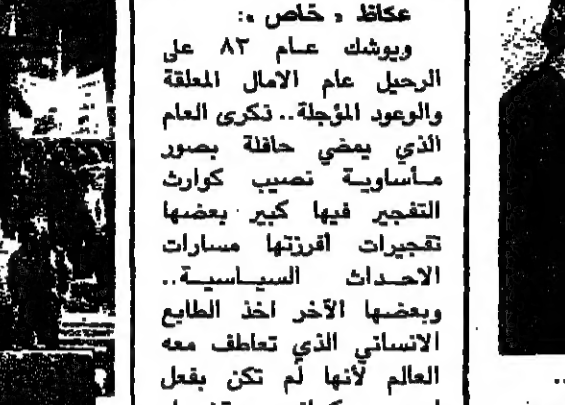 عكاظ « خاص »:
ويوشك عام ٨٣ على
الرحيل عام الامال المعلقة
والوعود المؤجلة.. ذكرى العام
الذي يمضي حافلة بصور
مأساوية تصيب كوارث
التفجير فيها كبير بعضها
تفجيرات أفرزتها مسارات
الاحداث السياسية..
وبعضها الآخر اخذ الطابع
الانساني الذي تعاطف معه
العالم لأنها لم تكن بفعل